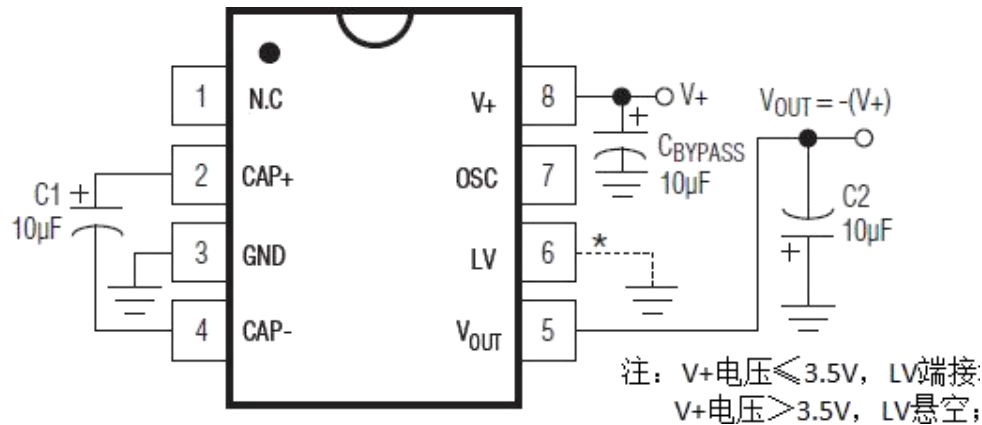 1 N.C
V+ 8
V+
VOUT = -(V+)
2 CAP+
OSC 7
CBYPASS
10µF
C1 +
10µF
+
C2
10µF
+
3 GND
LV 6
*
4 CAP-
VOUT 5
注：V+电压≤3.5V，LV端接
V+电压＞3.5V，LV悬空；